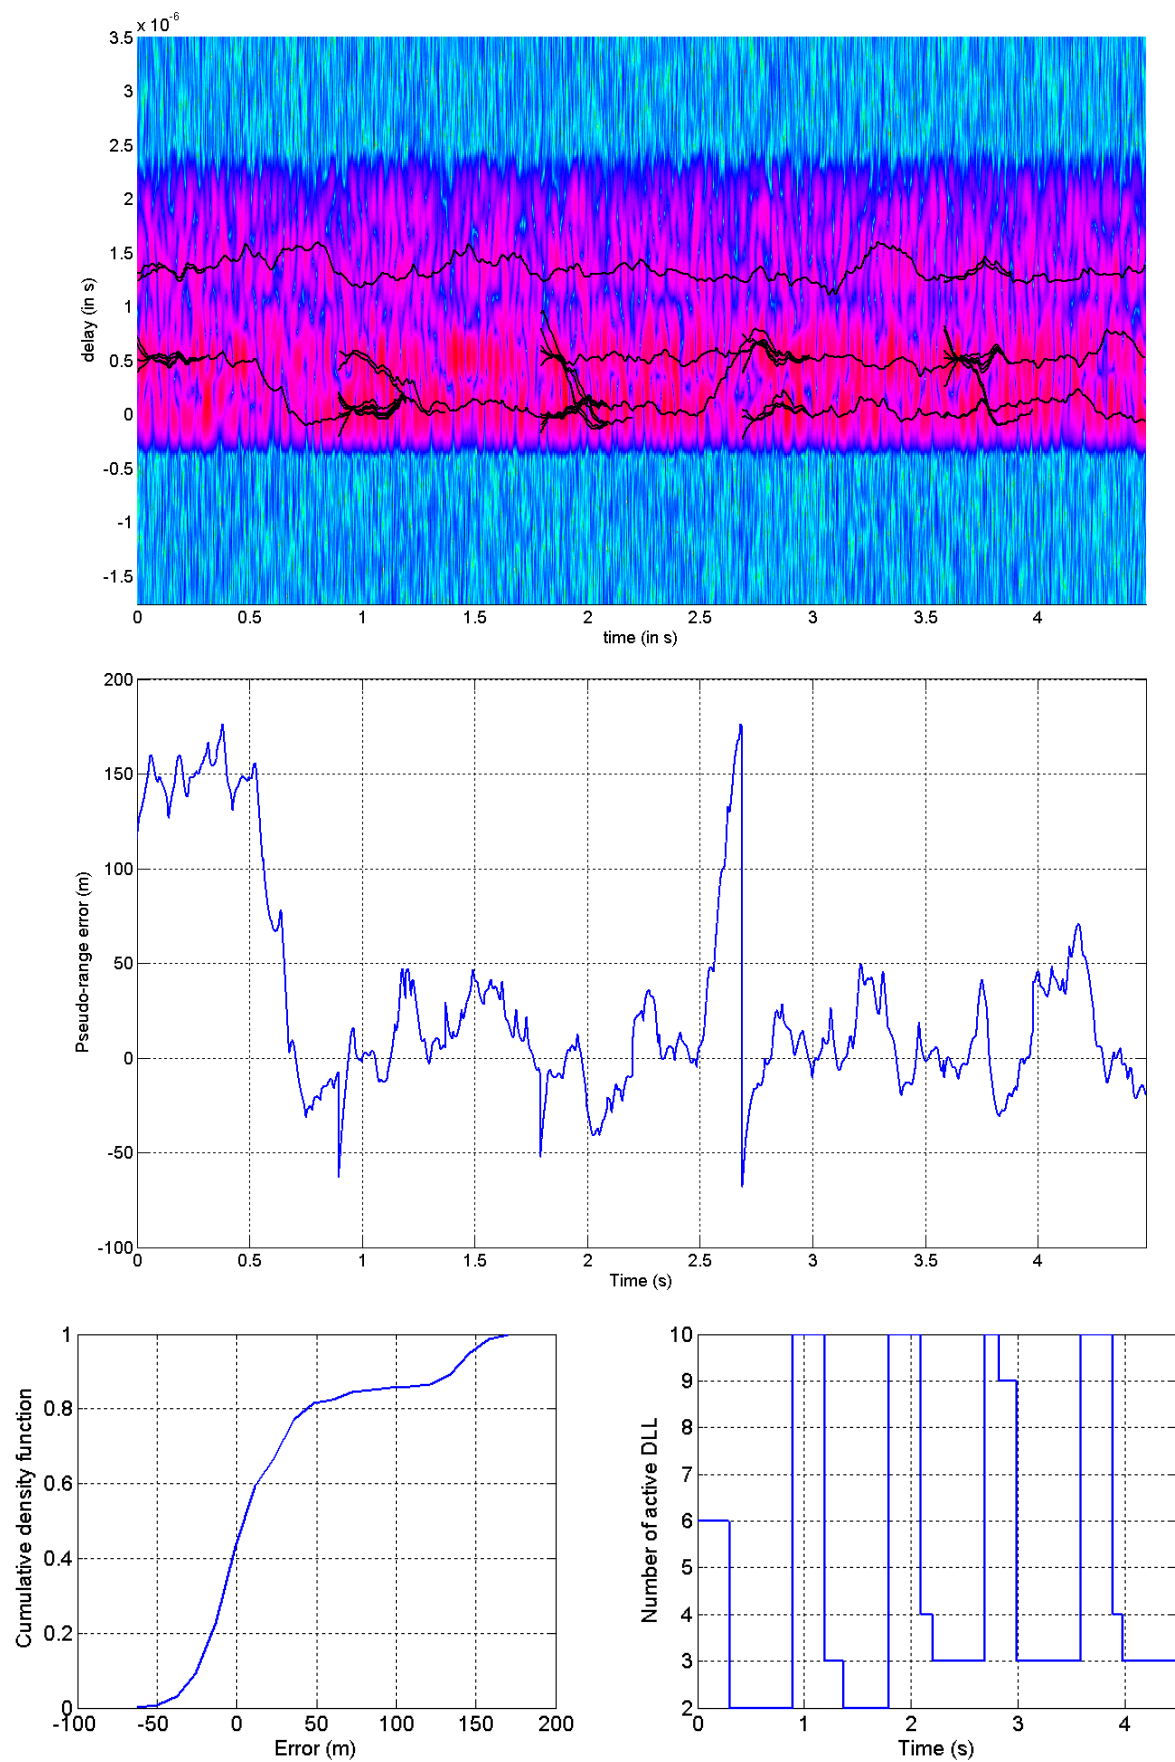 x 10-6
3.5
3
2.5
2
1.5
1
0.5
0
-0.5
-1
-1.5
delay (in s)
0 0.5 1 1.5 2 2.5 3 3.5 4
time (in s)
200
150
100
50
0
-50
-100
Pseudo-range error (m)
0 0.5 1 1.5 2 2.5 3 3.5 4
Time (s)
1
0.8
0.6
0.4
0.2
0
Cumulative density function
-100 -50 0 50 100 150 200
Error (m)
10
9
8
7
6
5
4
3
2
Number of active DLL
0 1 2 3 4
Time (s)